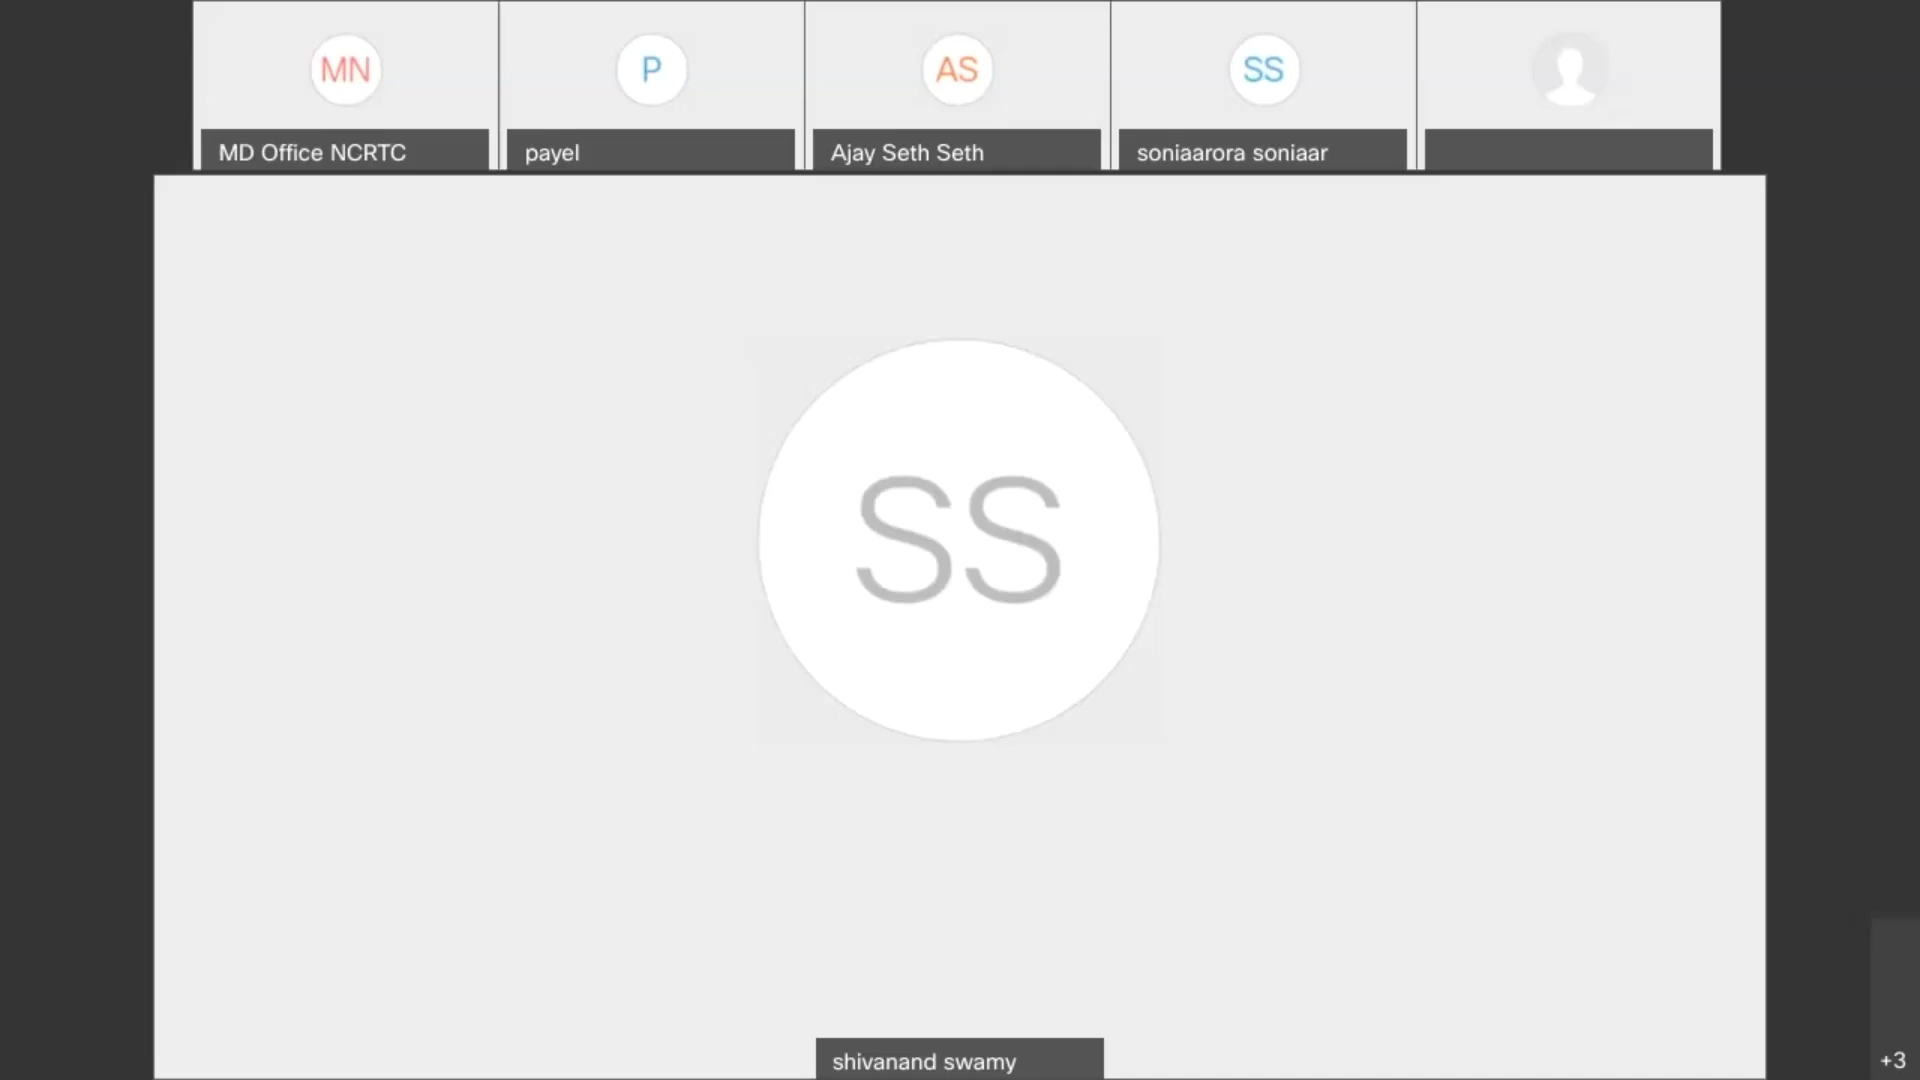 MN
P
AS
SS
MD Office NCRTC
payel
Ajay Seth Seth
soniaarora soniaar
SS
shivanand swamy
+3